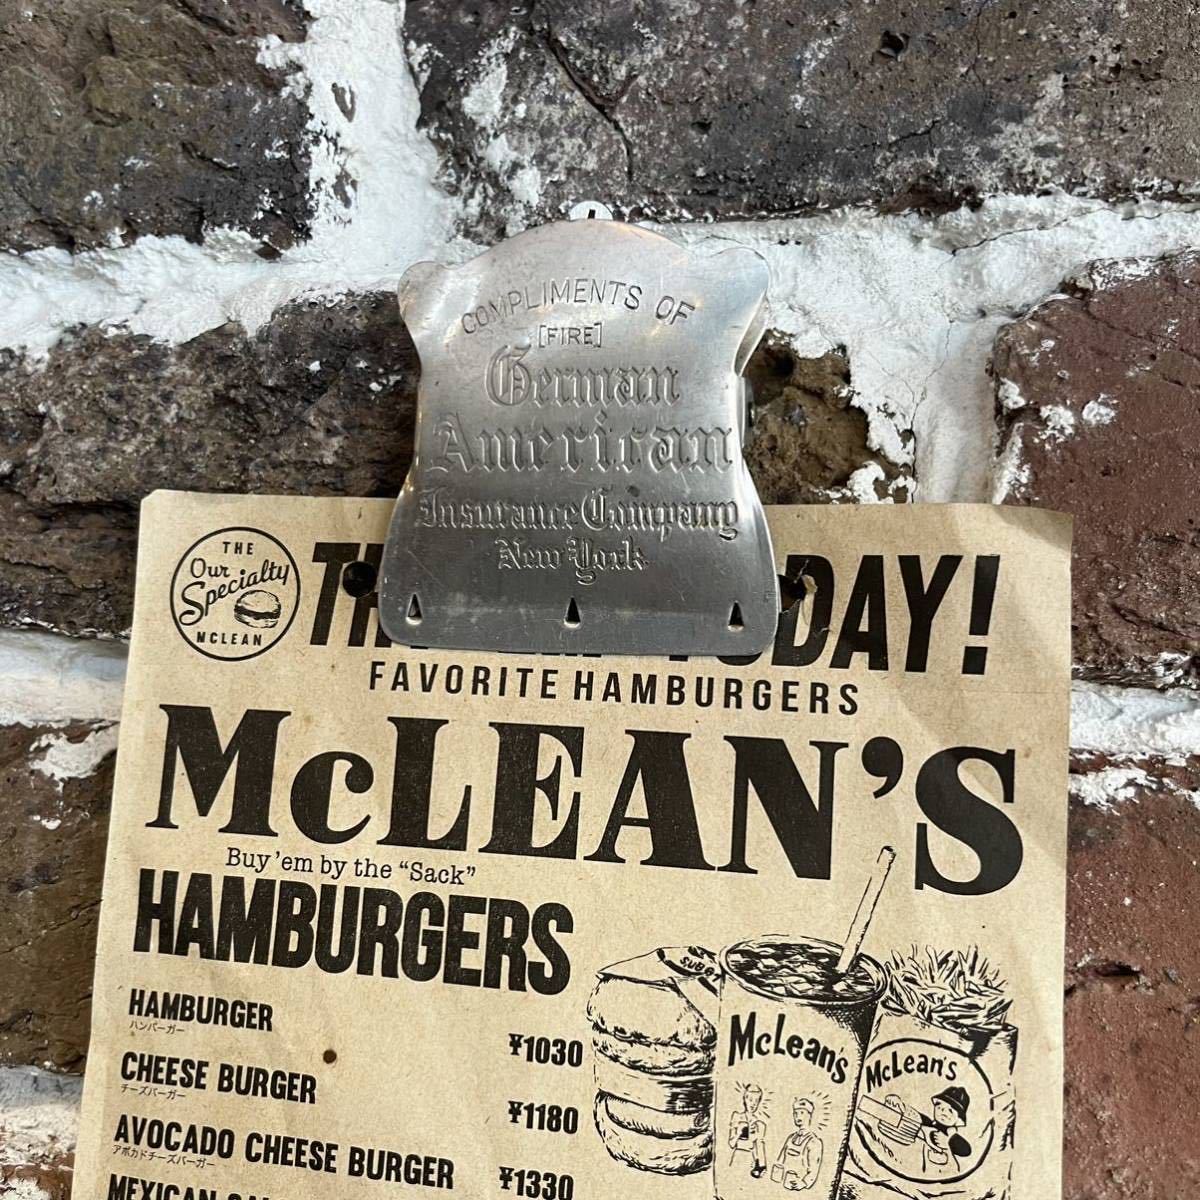 COMPLIMENTS OF
[FIRE]
German
American
Insurance Company
New York
THE
Our
Specialty
MCLEAN
TODAY!
FAVORITE HAMBURGERS
McLEAN'S
Buy 'em by the “Sack”
HAMBURGERS
HAMBURGER
ハンバーガー
¥1030
CHEESE BURGER
チーズバーガー
¥1180
AVOCADO CHEESE BURGER
アボカドチーズバーガー
¥1330
MEXICAN
McLean's
McLean's